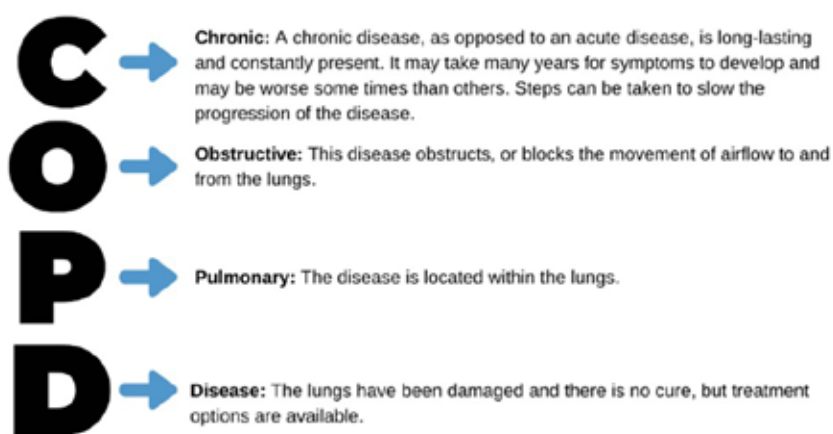 C
Chronic: A chronic disease, as opposed to an acute disease, is long-lasting
and constantly present. It may take many years for symptoms to develop and
may be worse some times than others. Steps can be taken to slow the
progression of the disease.
O
Obstructive: This disease obstructs, or blocks the movement of airflow to and
from the lungs.
P
Pulmonary: The disease is located within the lungs.
D
Disease: The lungs have been damaged and there is no cure, but treatment
options are available.